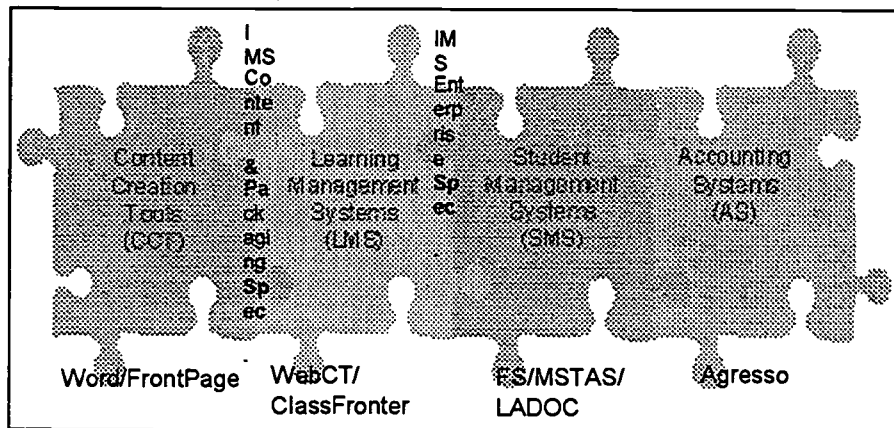 I
MS
Co
nte
nt
&
Pa
ck
agi
ng
Sp
ec
IM
S
Ent
erp
ris
e
Sp
ec
Content
Creation
Tools
(CCT)
Learning
Management
Systems
(LMS)
Student
Management
Systems
(SMS)
Accounting
Systems
(AS)
Word/FrontPage
WebCT/
ClassFronter
FS/MSTAS/
LADOC
Agresso